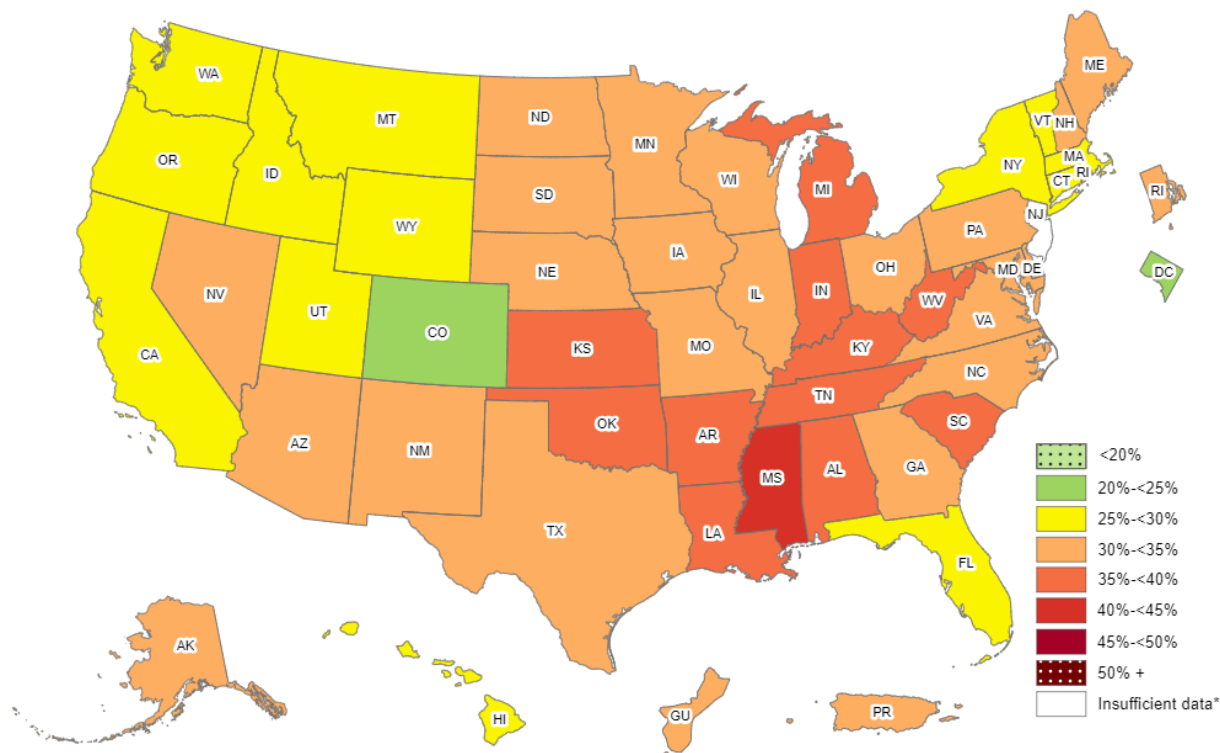 WA
MT
ND
MN
ME
OR
ID
SD
WI
MI
NY
VT
NH
MA
CT
RI
RI
WY
NE
IA
PA
NJ
NV
UT
CO
KS
MO
IL
IN
OH
MD
DE
DC
WV
VA
KY
CA
AZ
NM
OK
AR
TN
NC
SC
TX
LA
MS
AL
GA
FL
AK
HI
GU
PR
<20%
20%-<25%
25%-<30%
30%-<35%
35%-<40%
40%-<45%
45%-<50%
50% +
Insufficient data*